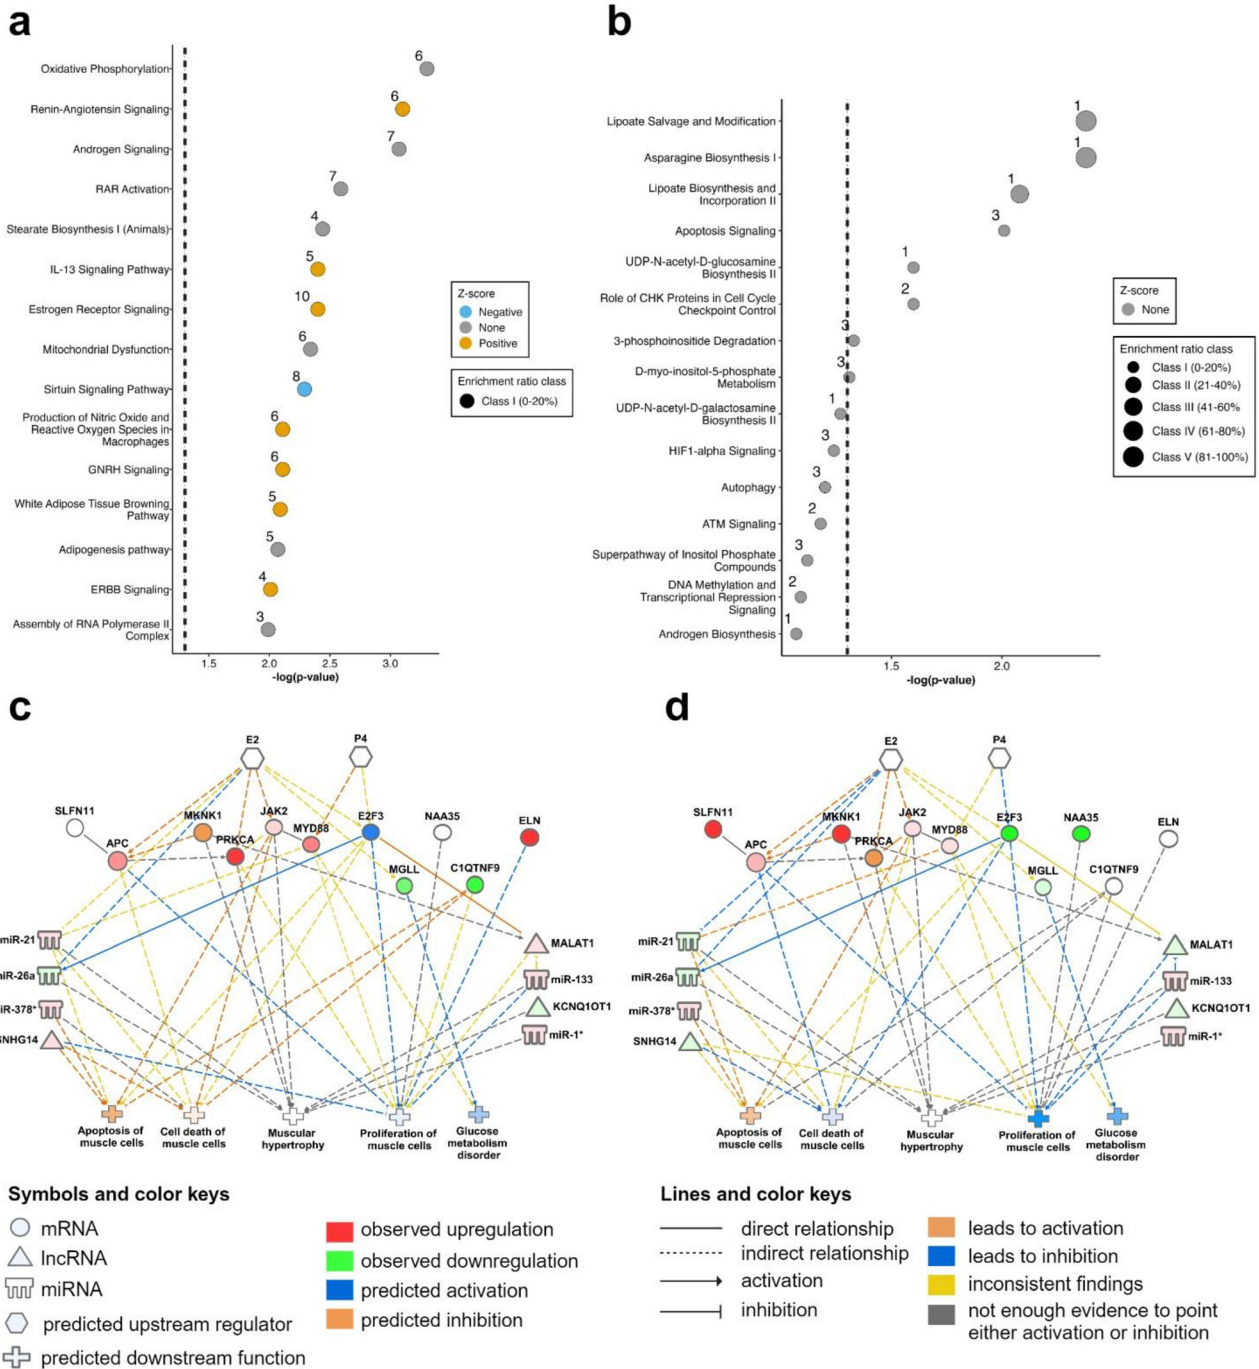 a
Oxidative Phosphorylation
Renin-Angiotensin Signaling
Androgen Signaling
RAR Activation
Stearate Biosynthesis I (Animals)
IL-13 Signaling Pathway
Estrogen Receptor Signaling
Mitochondrial Dysfunction
Sirtuin Signaling Pathway
Production of Nitric Oxide and
Reactive Oxygen Species in
Macrophages
GNRH Signaling
White Adipose Tissue Browning
Pathway
Adipogenesis pathway
ERBB Signaling
Assembly of RNA Polymerase II
Complex
6
6
7
7
4
5
10
6
8
6
6
5
5
4
3
1.5 2.0 2.5 3.0
-log(p-value)
Z-score
Negative
None
Positive
Enrichment ratio class
Class I (0-20%)
b
Lipoate Salvage and Modification
Asparagine Biosynthesis I
Lipoate Biosynthesis and
Incorporation II
Apoptosis Signaling
UDP-N-acetyl-D-glucosamine
Biosynthesis II
Role of CHK Proteins in Cell Cycle
Checkpoint Control
3-phosphoinositide Degradation
D-myo-inositol-5-phosphate
Metabolism
UDP-N-acetyl-D-galactosamine
Biosynthesis II
HIF1-alpha Signaling
Autophagy
ATM Signaling
Superpathway of Inositol Phosphate
Compounds
DNA Methylation and
Transcriptional Repression
Signaling
Androgen Biosynthesis
1
1
1
3
1
2
3
3
1
3
3
2
3
2
1
1.5 2.0
-log(p-value)
Z-score
None
Enrichment ratio class
Class I (0-20%)
Class II (21-40%)
Class III (41-60%
Class IV (61-80%)
Class V (81-100%)
c
E2 P4
SLFN11 APC MKNK1 PRKCA JAK2 MYD88 E2F3 NAA35 ELN
MGLL C1QTNF9
miR-21
miR-26a
miR-378*
SNHG14
MALAT1
miR-133
KCNQ1OT1
miR-1*
Apoptosis of
muscle cells
Cell death of
muscle cells
Muscular
hypertrophy
Proliferation of
muscle cells
Glucose
metabolism
disorder
d
E2 P4
SLFN11 APC MKNK1 PRKCA JAK2 MYD88 E2F3 NAA35 ELN
MGLL C1QTNF9
miR-21
miR-26a
miR-378*
SNHG14
MALAT1
miR-133
KCNQ1OT1
miR-1*
Apoptosis of
muscle cells
Cell death of
muscle cells
Muscular
hypertrophy
Proliferation of
muscle cells
Glucose
metabolism
disorder
Symbols and color keys
mRNA
lncRNA
miRNA
predicted upstream regulator
predicted downstream function
observed upregulation
observed downregulation
predicted activation
predicted inhibition
Lines and color keys
direct relationship
indirect relationship
activation
inhibition
leads to activation
leads to inhibition
inconsistent findings
not enough evidence to point
either activation or inhibition